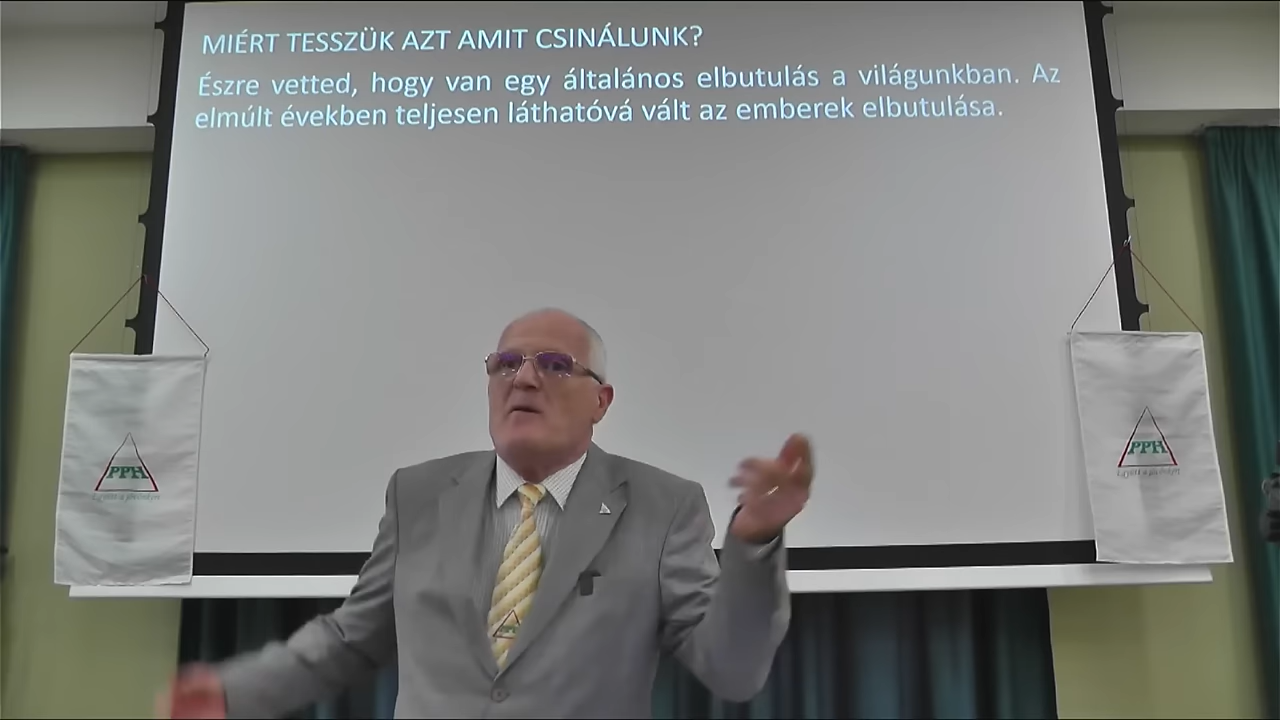 MIÉRT TESSZÜK AZT AMIT CSINÁLUNK?
Észre vetted, hogy van egy általános elbutulás a világunkban. Az
elmúlt években teljesen láthatóvá vált az emberek elbutulása.
PPH
PPH
PPH